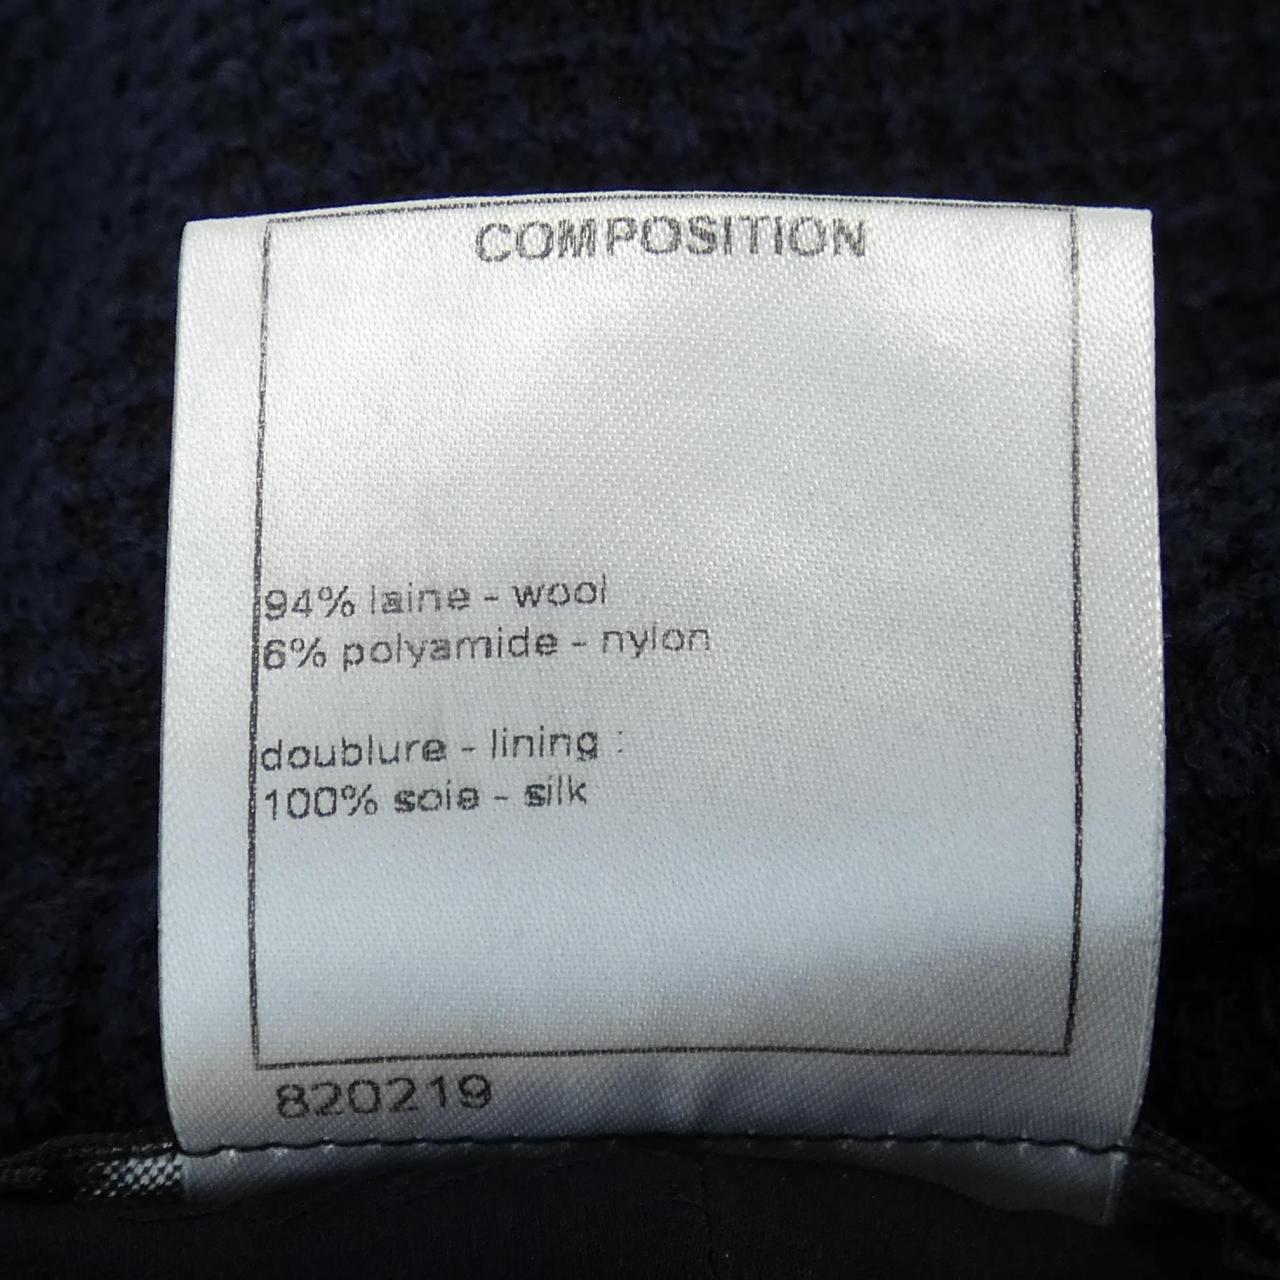 COMPOSITION
94% laine - wool
6% polyamide - nylon
doublure - lining :
100% soie - silk
820219